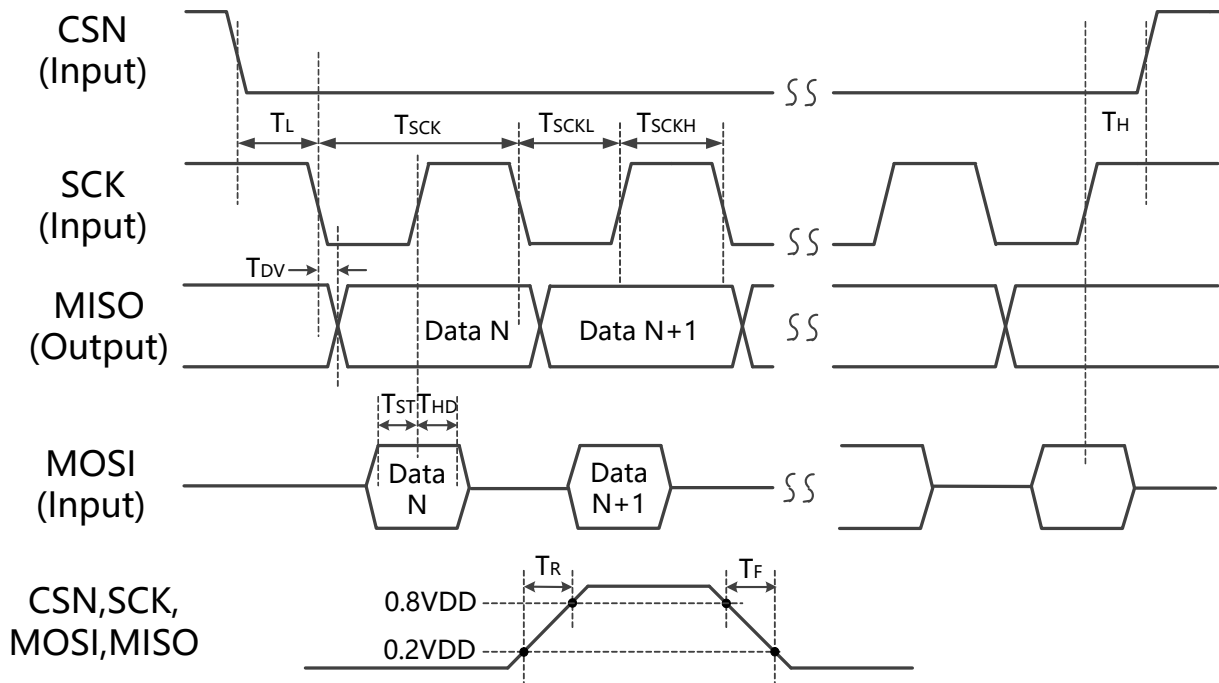 CSN
(Input)
TL
TSCK
TSCKL
TSCKH
TH
SCK
(Input)
TDV
MISO
(Output)
Data N
Data N+1
TST
THD
MOSI
(Input)
Data
N
Data
N+1
TR
TF
CSN,SCK,
MOSI,MISO
0.8VDD
0.2VDD